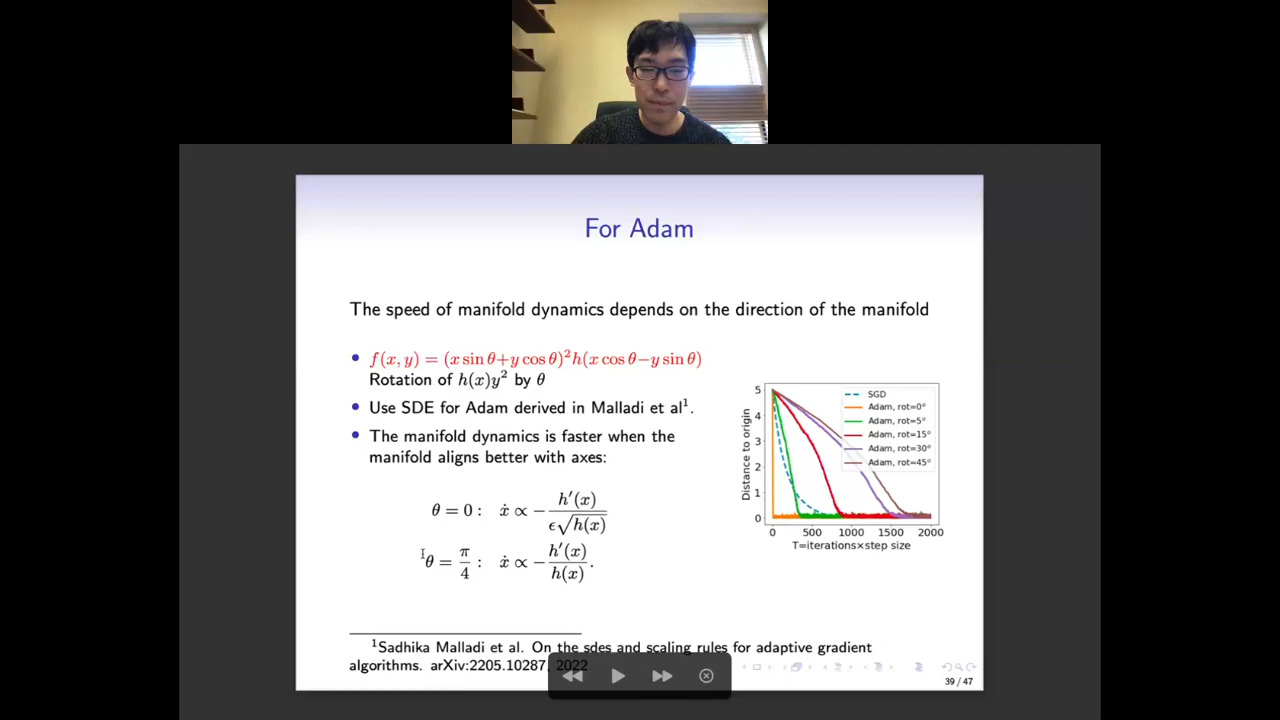 For Adam
The speed of manifold dynamics depends on the direction of the manifold
• f(x, y) = (x sin θ+y cos θ)²h(x cos θ−y sin θ)
Rotation of h(x)y² by θ
• Use SDE for Adam derived in Malladi et al¹.
• The manifold dynamics is faster when the
manifold aligns better with axes:
θ = 0 : ẋ ∝ − h′(x) / ϵ√h(x)
θ = π/4 : ẋ ∝ − h′(x) / h(x).
Distance to origin
5
4
3
2
1
0
SGD
Adam, rot=0°
Adam, rot=5°
Adam, rot=15°
Adam, rot=30°
Adam, rot=45°
0 500 1000 1500 2000
T=iterations×step size
¹Sadhika Malladi et al. On the sdes and scaling rules for adaptive gradient
algorithms. arXiv:2205.10287, 2022
39 / 47